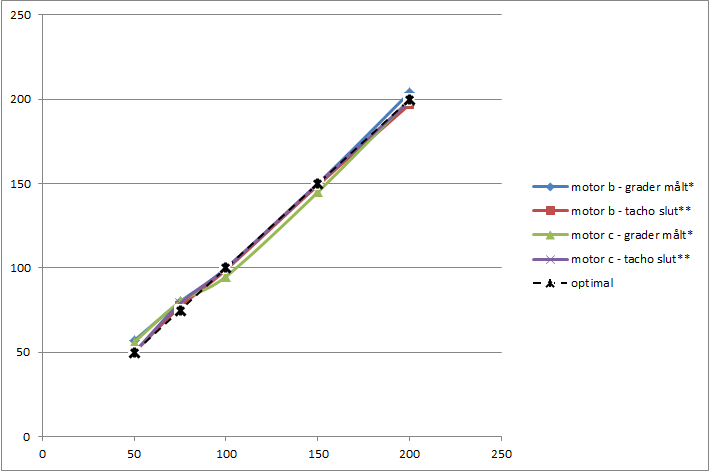 250
200
150
100
50
0
0 50 100 150 200 250
motor b - grader målt*
motor b - tacho slut**
motor c - grader målt*
motor c - tacho slut**
optimal